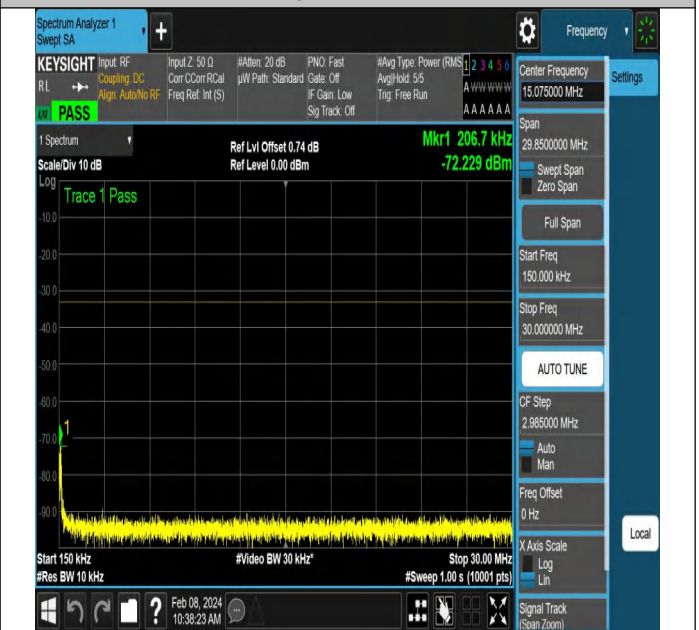 Spectrum Analyzer 1
Swept SA
Frequency
KEYSIGHT
RL
PASS
Input: RF
Coupling: DC
Align: Auto/No RF
Input Z: 50 Ω
Corr CCorr RCal
Freq Ref: Int (S)
#Atten: 20 dB
µW Path: Standard
PNO: Fast
Gate: Off
IF Gain: Low
Sig Track: Off
#Avg Type: Power (RMS
Avg|Hold: 5/5
Trig: Free Run
1 2 3 4 5 6
A W W W W W
A A A A A A
1 Spectrum
Scale/Div 10 dB
Ref Lvl Offset 0.74 dB
Ref Level 0.00 dBm
Mkr1 206.7 kHz
-72.229 dBm
Log
Trace 1 Pass
-10.0
-20.0
-30.0
-40.0
-50.0
-60.0
-70.0
-80.0
-90.0
1
Start 150 kHz
#Res BW 10 kHz
#Video BW 30 kHz*
Stop 30.00 MHz
#Sweep 1.00 s (10001 pts)
Feb 08, 2024
10:38:23 AM
Center Frequency
15.075000 MHz
Settings
Span
29.8500000 MHz
Swept Span
Zero Span
Full Span
Start Freq
150.000 kHz
Stop Freq
30.000000 MHz
AUTO TUNE
CF Step
2.985000 MHz
Auto
Man
Freq Offset
0 Hz
X Axis Scale
Log
Lin
Local
Signal Track
(Span Zoom)